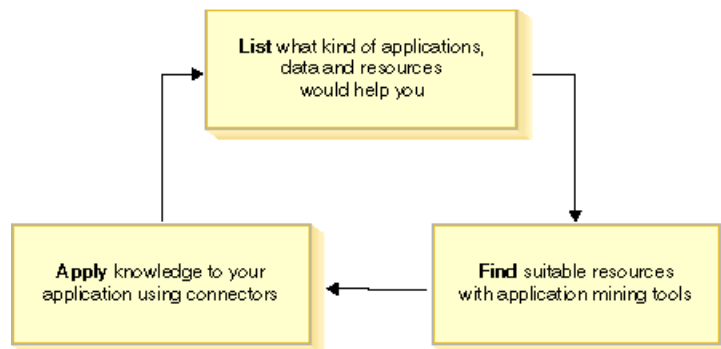 List what kind of applications,
data and resources
would help you
Find suitable resources
with application mining tools
Apply knowledge to your
application using connectors